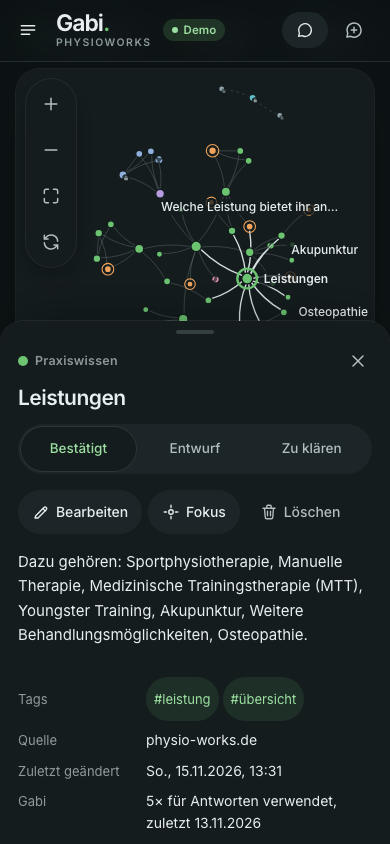 Gabi.
PHYSIOWORKS
Demo
Welche Leistung bietet ihr an...
Akupunktur
Leistungen
Osteopathie
Praxiswissen
Leistungen
Bestätigt
Entwurf
Zu klären
Bearbeiten
Fokus
Löschen
Dazu gehören: Sportphysiotherapie, Manuelle
Therapie, Medizinische Trainingstherapie (MTT),
Youngster Training, Akupunktur, Weitere
Behandlungsmöglichkeiten, Osteopathie.
Tags
#leistung
#übersicht
Quelle
physio-works.de
Zuletzt geändert
So., 15.11.2026, 13:31
Gabi
5× für Antworten verwendet,
zuletzt 13.11.2026